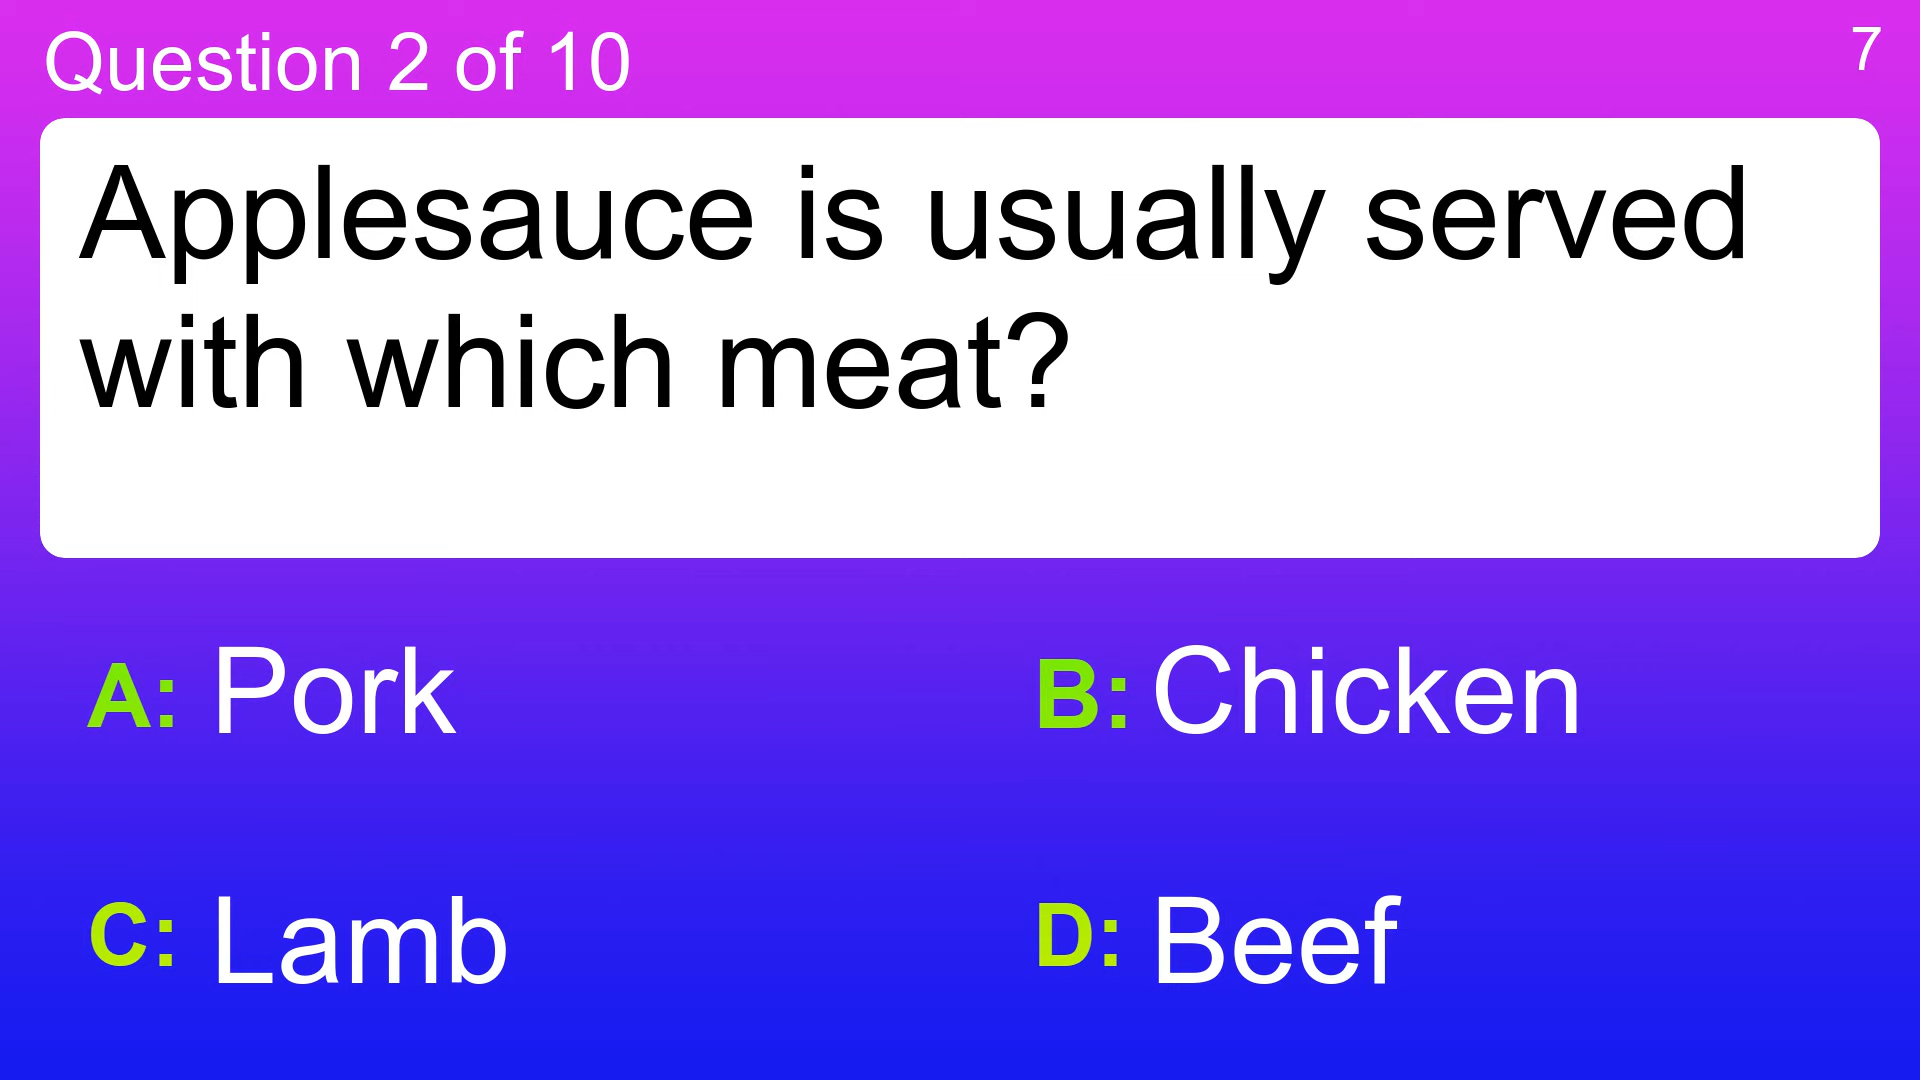 Question 2 of 10
7
Applesauce is usually served
with which meat?
A: Pork
B: Chicken
C: Lamb
D: Beef